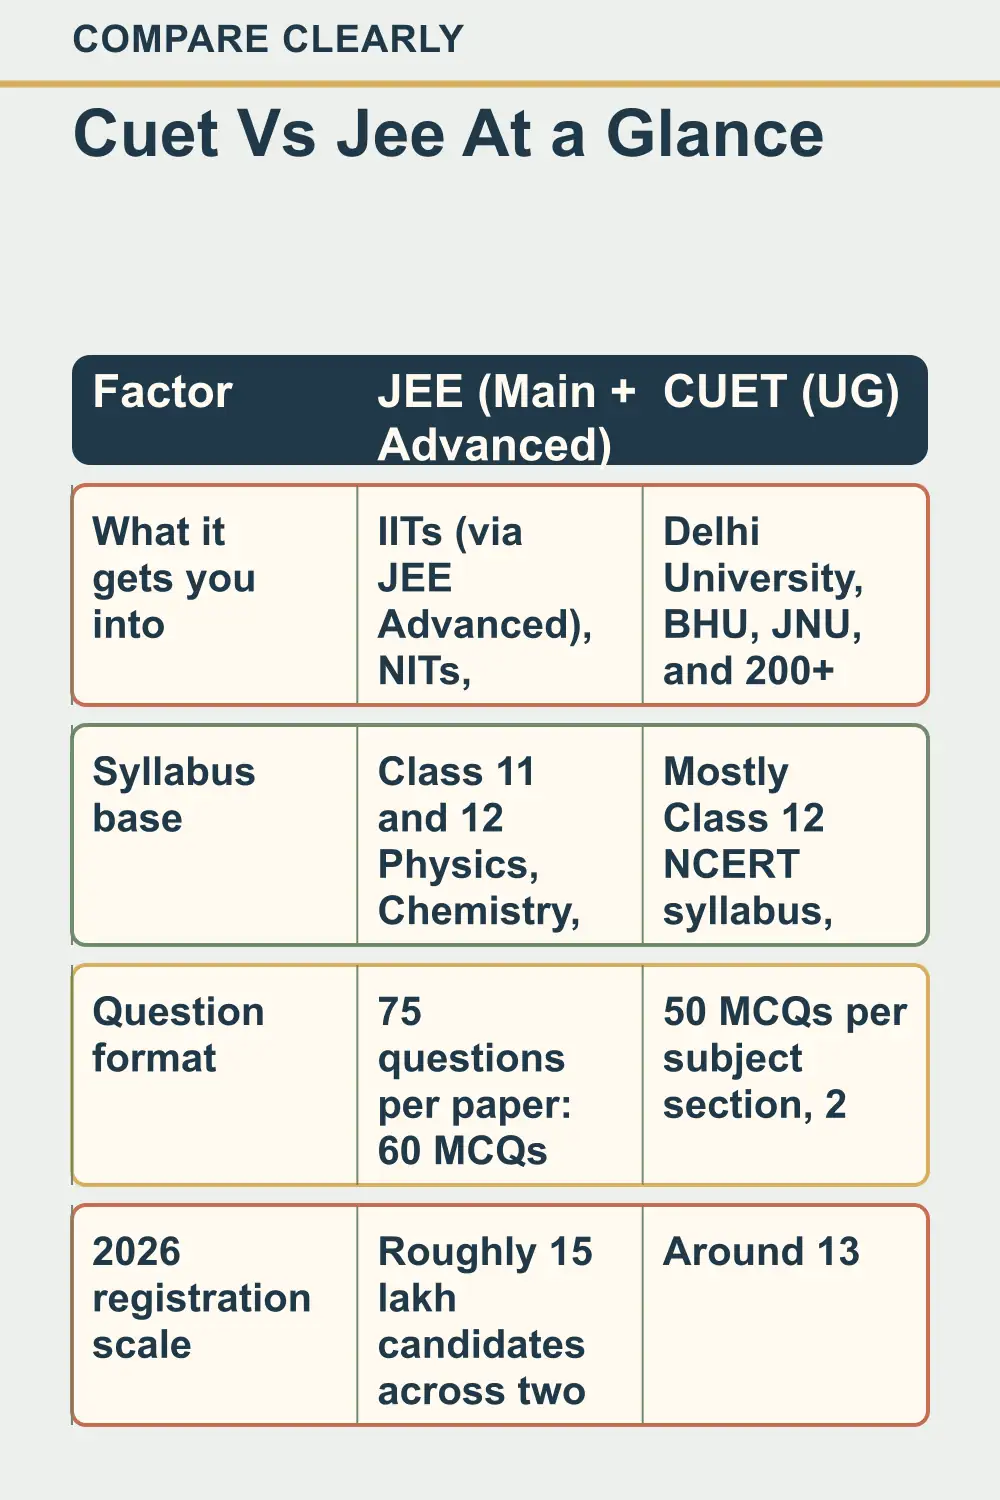 COMPARE CLEARLY
Cuet Vs Jee At a Glance
Factor
JEE (Main +
Advanced)
CUET (UG)
What it
gets you
into
IITs (via
JEE
Advanced),
NITs,
Delhi
University,
BHU, JNU,
and 200+
Syllabus
base
Class 11
and 12
Physics,
Chemistry,
Mostly
Class 12
NCERT
syllabus,
Question
format
75
questions
per paper:
60 MCQs
50 MCQs per
subject
section, 2
2026
registration
scale
Roughly 15
lakh
candidates
across two
Around 13